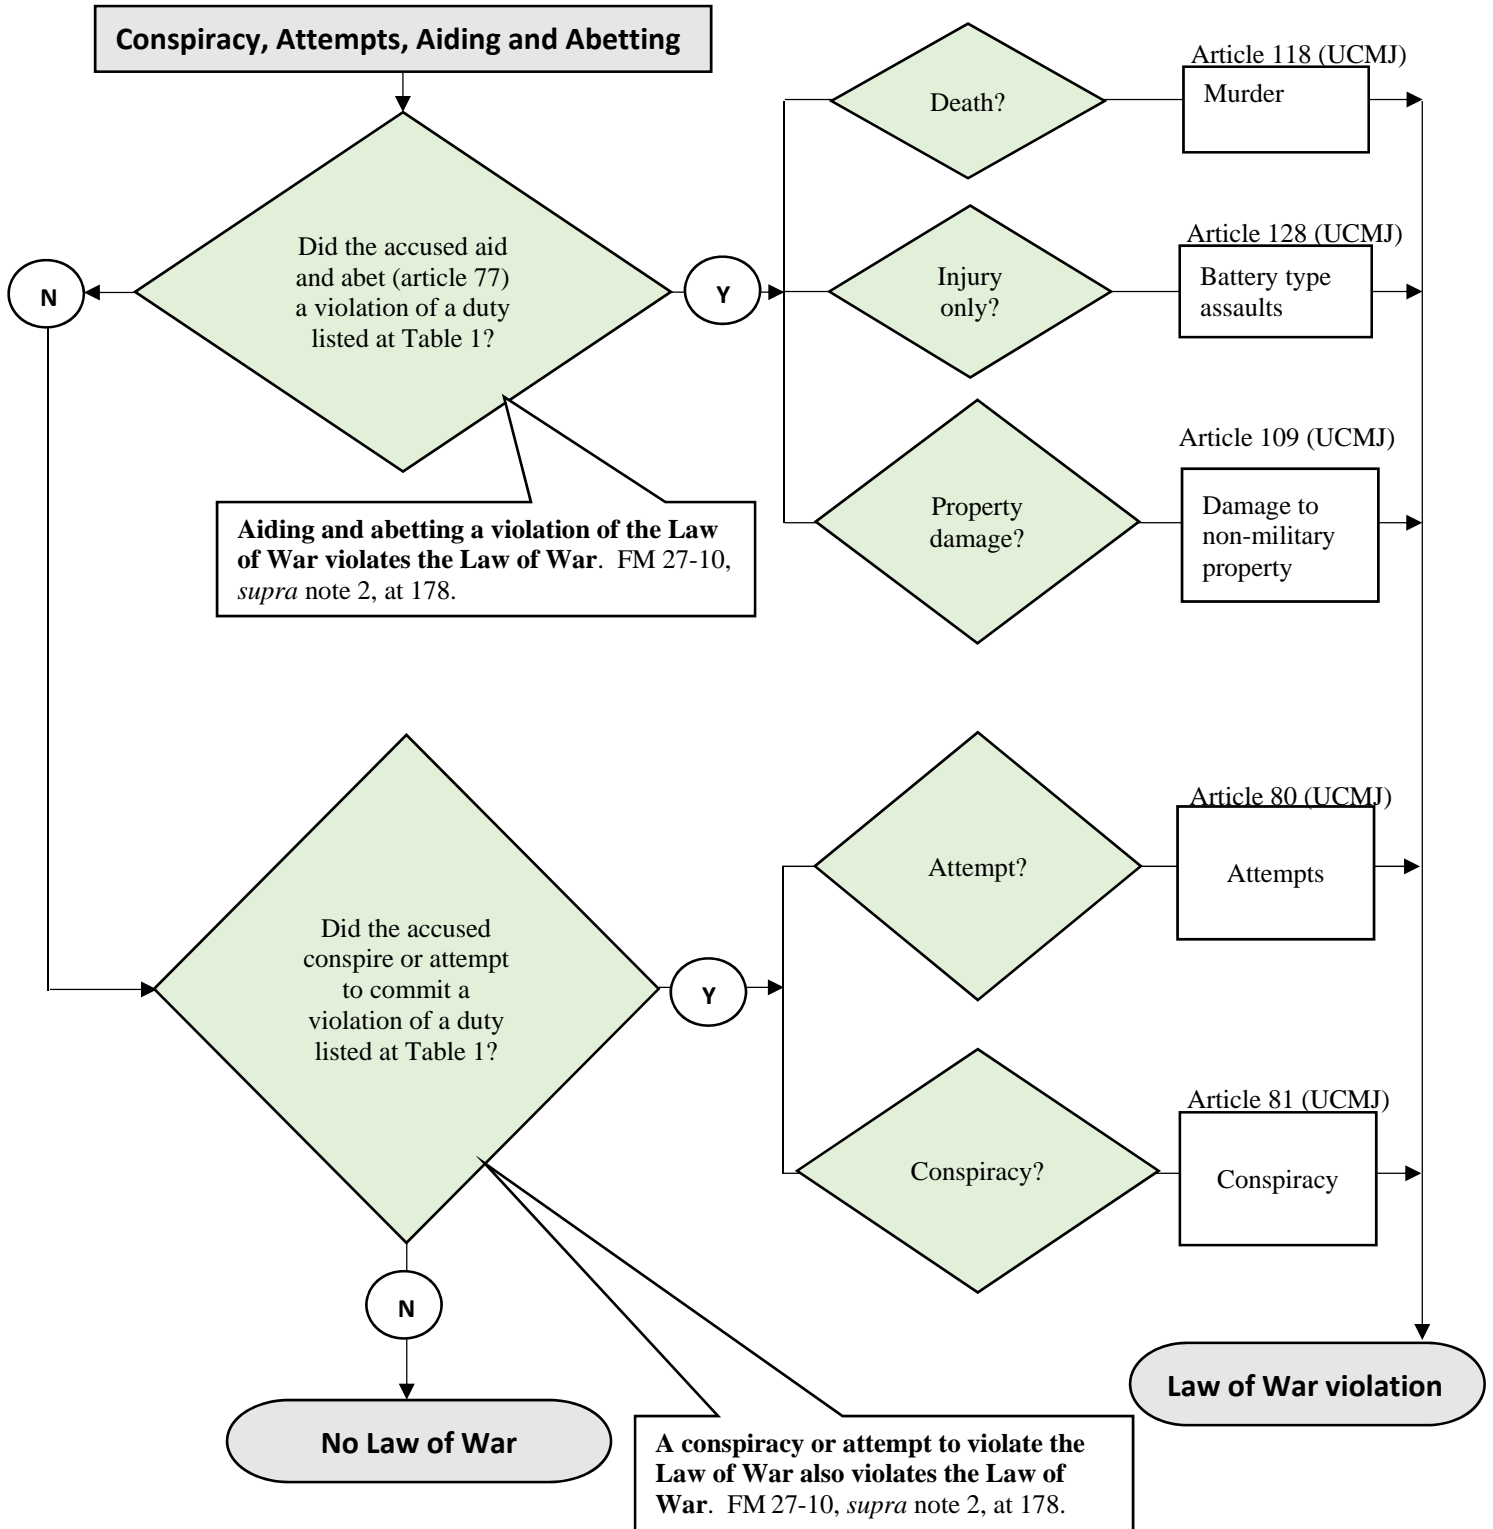 Conspiracy, Attempts, Aiding and Abetting
Death?
Article 118 (UCMJ)
Murder
Did the accused aid
and abet (article 77)
a violation of a duty
listed at Table 1?
N
Y
Injury
only?
Article 128 (UCMJ)
Battery type
assaults
Property
damage?
Article 109 (UCMJ)
Damage to
non-military
property
Aiding and abetting a violation of the Law
of War violates the Law of War. FM 27-10,
supra note 2, at 178.
Did the accused
conspire or attempt
to commit a
violation of a duty
listed at Table 1?
Y
Attempt?
Article 80 (UCMJ)
Attempts
Conspiracy?
Article 81 (UCMJ)
Conspiracy
N
Law of War violation
No Law of War
A conspiracy or attempt to violate the
Law of War also violates the Law of
War. FM 27-10, supra note 2, at 178.